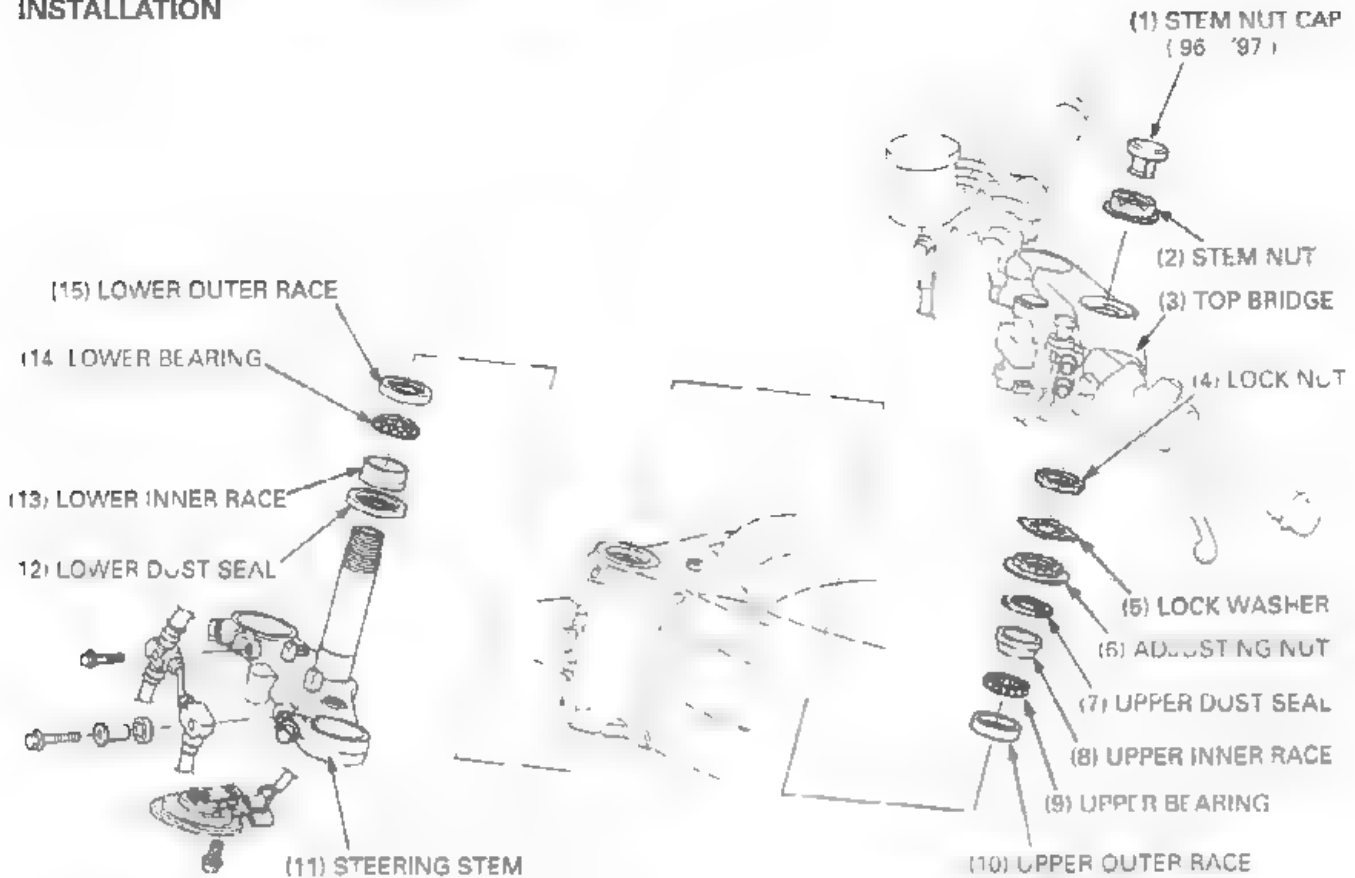 INSTALLATION
(1) STEM NUT CAP
( 96 '97 )
(2) STEM NUT
(3) TOP BRIDGE
(4) LOCK NUT
(5) LOCK WASHER
(6) ADJUSTING NUT
(7) UPPER DUST SEAL
(8) UPPER INNER RACE
(9) UPPER BEARING
(10) UPPER OUTER RACE
(11) STEERING STEM
12) LOWER DUST SEAL
(13) LOWER INNER RACE
(14 LOWER BEARING
(15) LOWER OUTER RACE